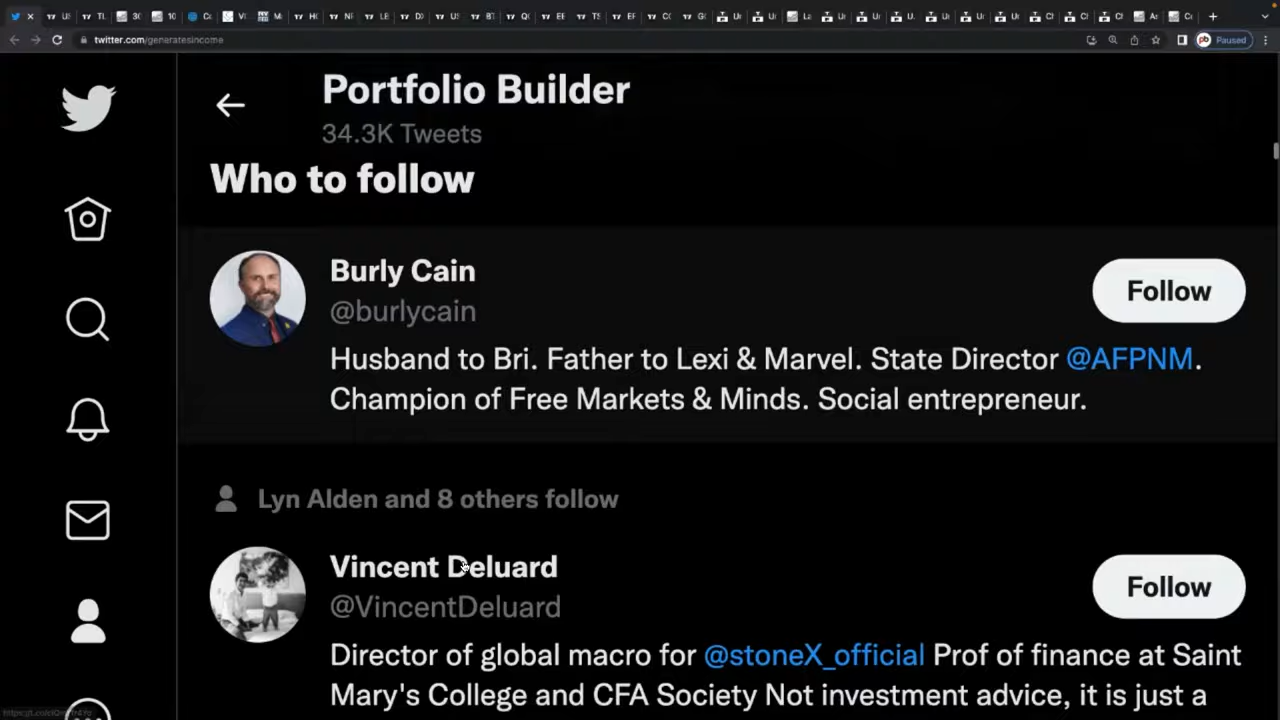 twitter.com/generatesincome
Paused
Portfolio Builder
34.3K Tweets
Who to follow
Burly Cain
@burlycain
Follow
Husband to Bri. Father to Lexi & Marvel. State Director @AFPNM.
Champion of Free Markets & Minds. Social entrepreneur.
Lyn Alden and 8 others follow
Vincent Deluard
@VincentDeluard
Follow
Director of global macro for @stoneX_official Prof of finance at Saint
Mary's College and CFA Society Not investment advice, it is just a